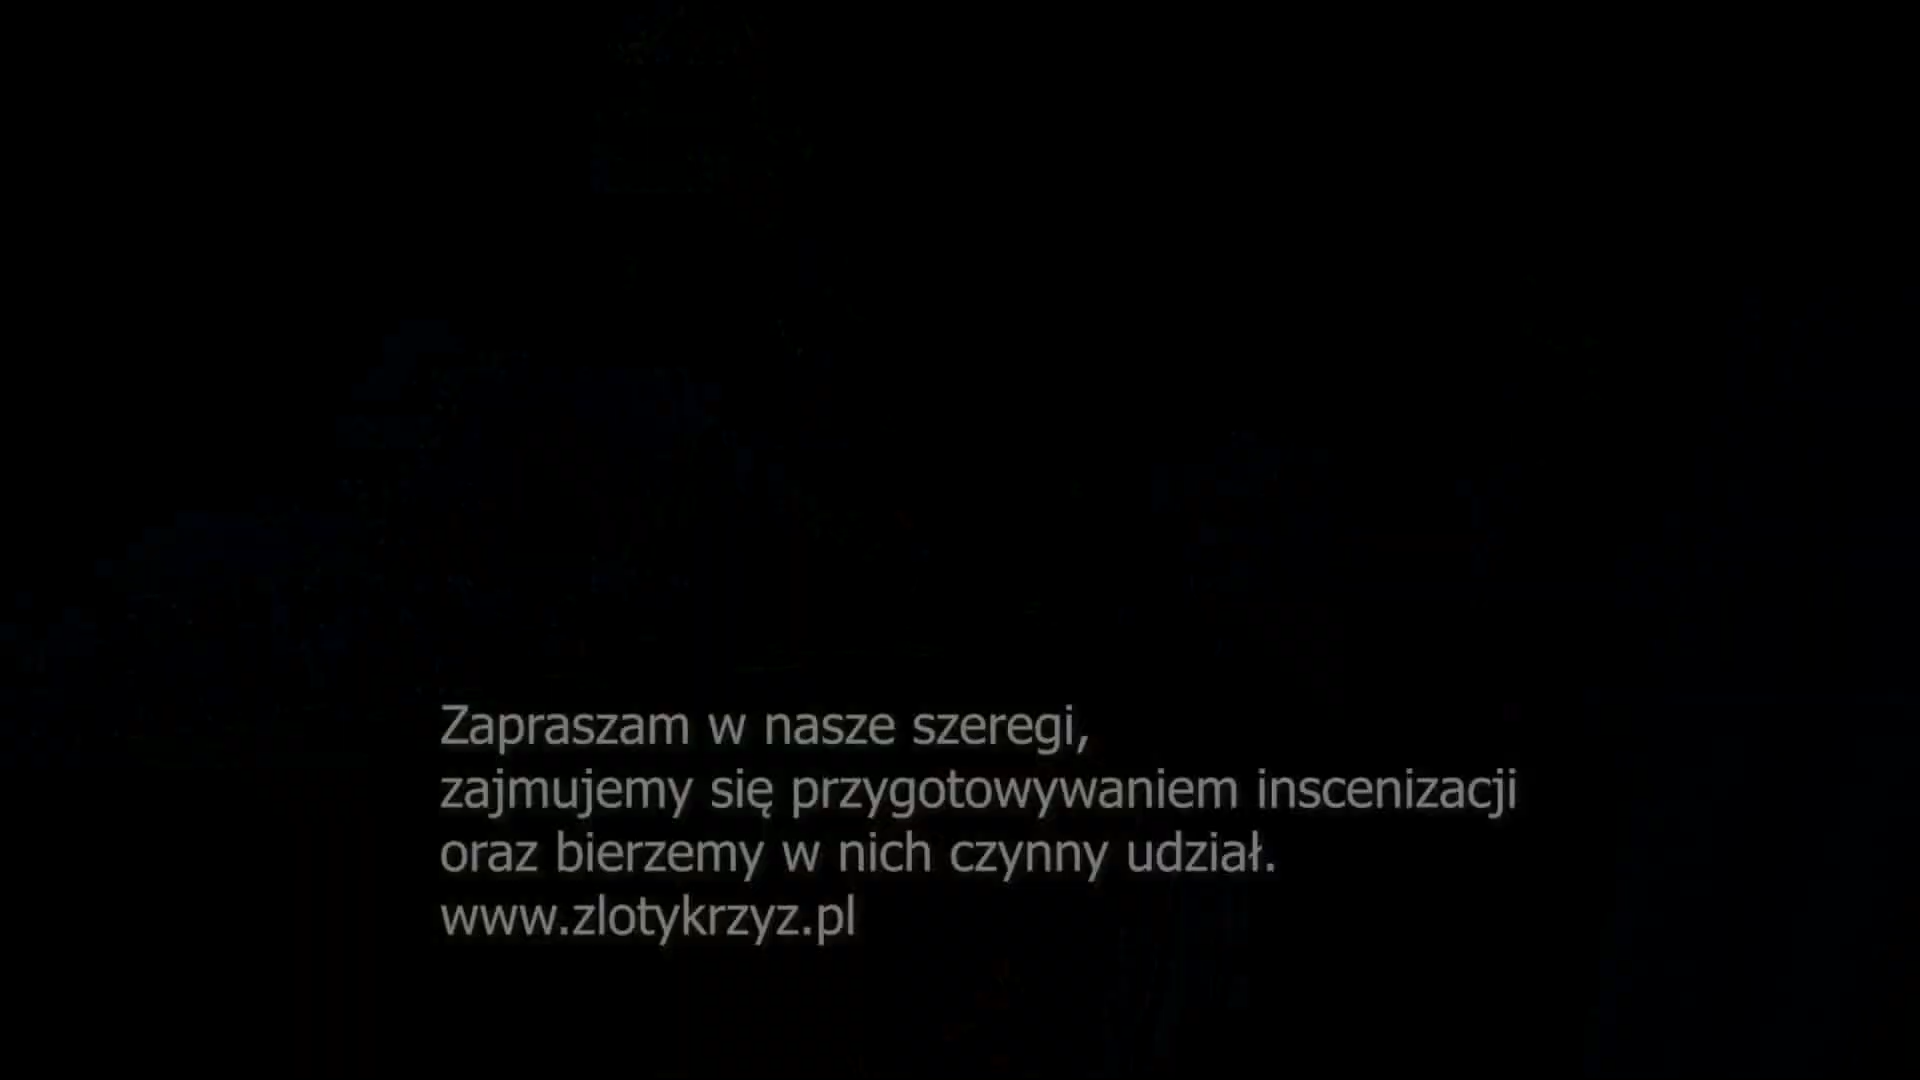 Zapraszam w nasze szeregi,
zajmujemy się przygotowywaniem inscenizacji
oraz bierzemy w nich czynny udział.
www.zlotykrzyz.pl